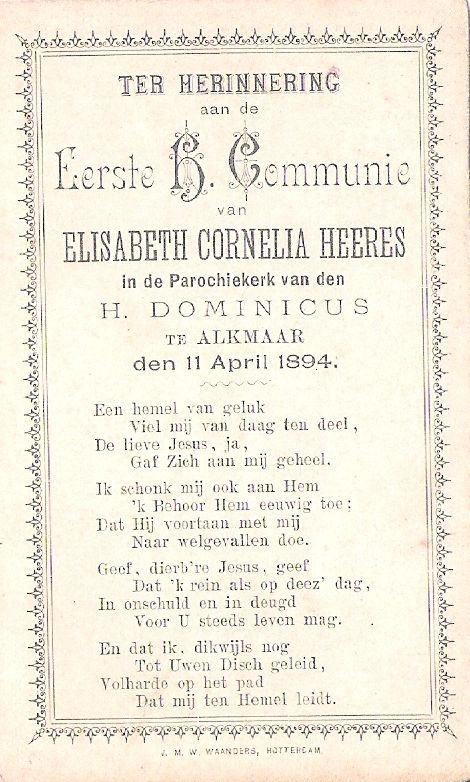 TER HERINNERING
aan de
Eerste H. Communie
van
ELISABETH CORNELIA HEERES
in de Parochiekerk van den
H. DOMINICUS
TE ALKMAAR
den 11 April 1894.
Een hemel van geluk
Viel mij van daag ten deel,
De lieve Jesus, ja,
Gaf Zich aan mij geheel.
Ik schonk mij ook aan Hem
'k Behoor Hem eeuwig toe;
Dat Hij voortaan met mij
Naar welgevallen doe.
Geef, dierb're Jesus, geef
Dat 'k rein als op deez' dag,
In onschuld en in deugd
Voor U steeds leven mag.
En dat ik, dikwijls nog
Tot Uwen Disch geleid,
Volharde op het pad
Dat mij ten Hemel leidt.
J. M. W. WAANDERS, ROTTERDAM.